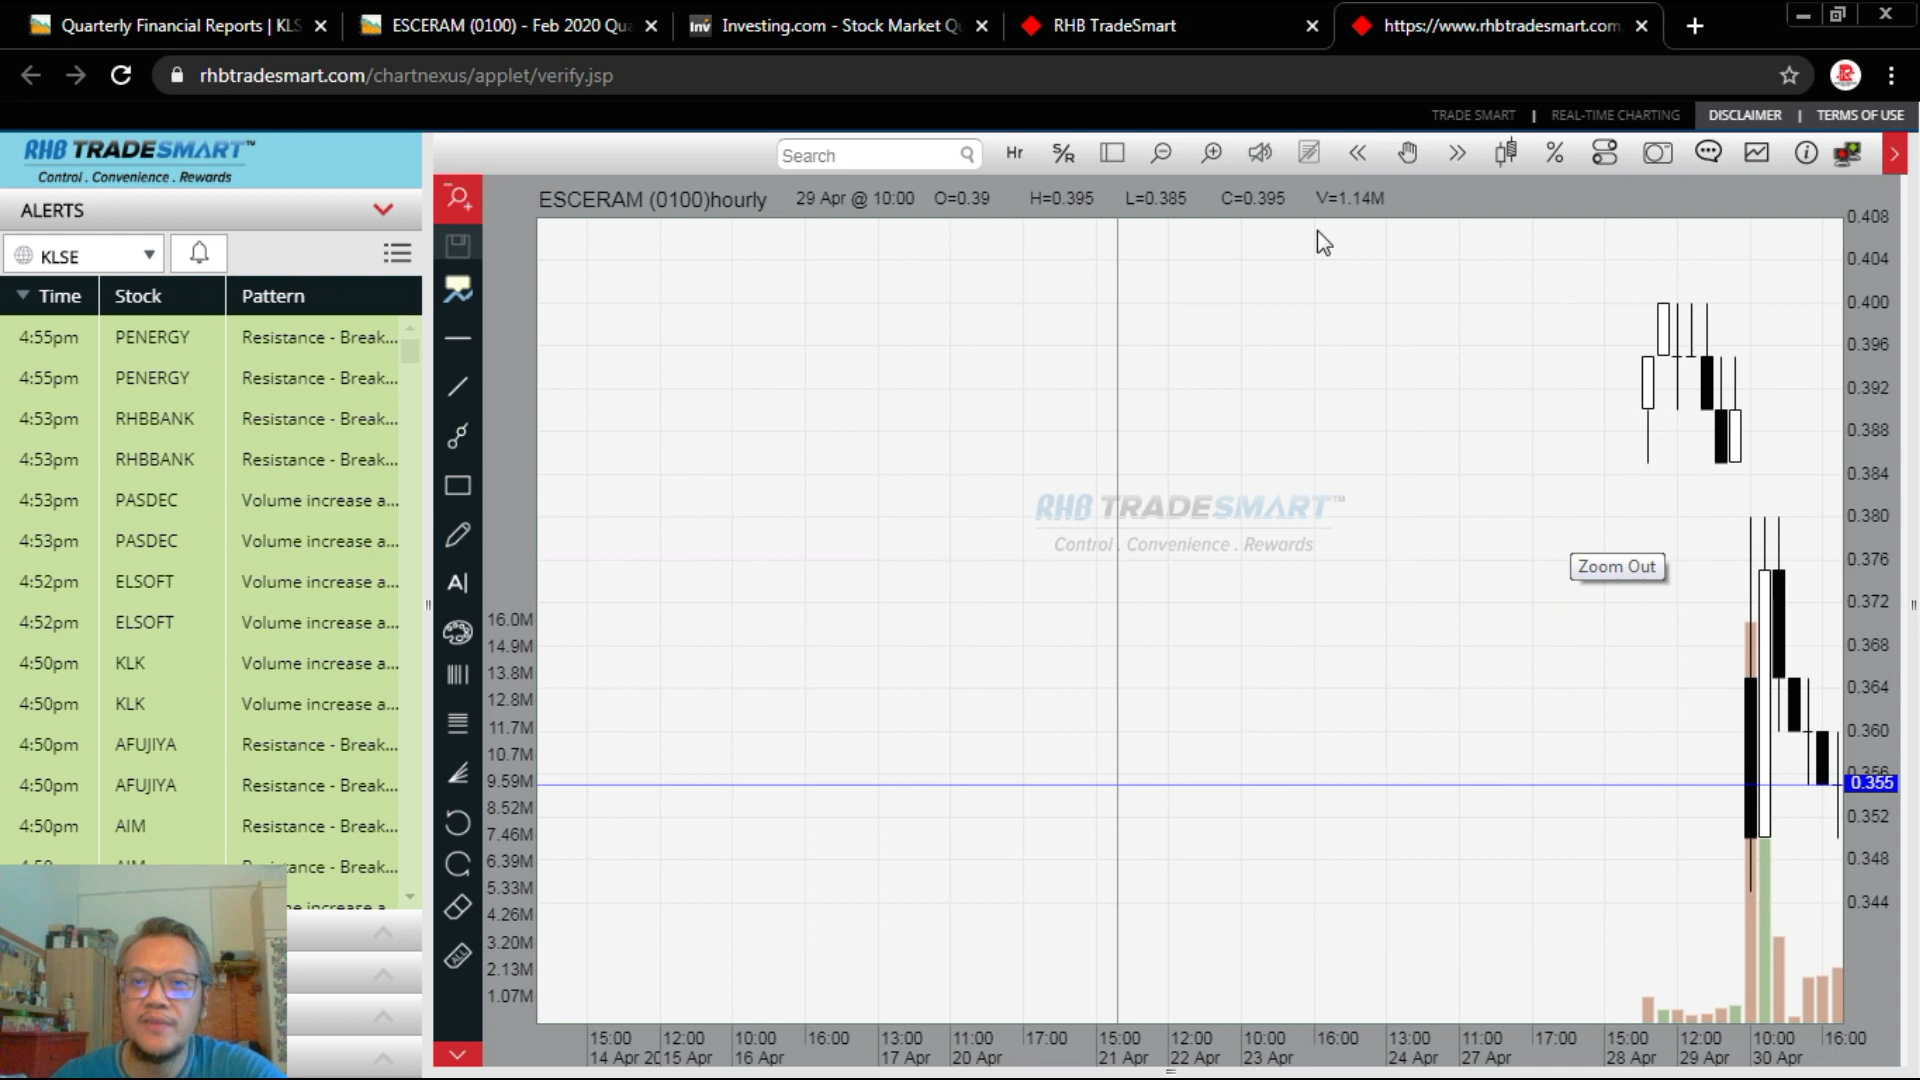 Quarterly Financial Reports | KLS
ESCERAM (0100) - Feb 2020 Qua
inv Investing.com - Stock Market Q
RHB TradeSmart
https://www.rhbtradesmart.com
rhbtradesmart.com/chartnexus/applet/verify.jsp
TRADE SMART | REAL-TIME CHARTING DISCLAIMER | TERMS OF USE
RHB TRADESMART™
Control . Convenience . Rewards
ALERTS
KLSE
Time Stock Pattern
4:55pm PENERGY Resistance - Break...
4:55pm PENERGY Resistance - Break...
4:53pm RHBBANK Resistance - Break...
4:53pm RHBBANK Resistance - Break...
4:53pm PASDEC Volume increase a...
4:53pm PASDEC Volume increase a...
4:52pm ELSOFT Volume increase a...
4:52pm ELSOFT Volume increase a...
4:50pm KLK Volume increase a...
4:50pm KLK Volume increase a...
4:50pm AFUJIYA Resistance - Break...
4:50pm AFUJIYA Resistance - Break...
4:50pm AIM Resistance - Break...
Search
Hr S/R %
ESCERAM (0100)hourly 29 Apr @ 10:00 O=0.39 H=0.395 L=0.385 C=0.395 V=1.14M
A|
ALL
RHB TRADESMART™
Control . Convenience . Rewards
Zoom Out
0.408
0.404
0.400
0.396
0.392
0.388
0.384
0.380
0.376
0.372
0.368
0.364
0.360
0.356
0.355
0.352
0.348
0.344
16.0M
14.9M
13.8M
12.8M
11.7M
10.7M
9.59M
8.52M
7.46M
6.39M
5.33M
4.26M
3.20M
2.13M
1.07M
15:00 12:00 10:00 16:00 13:00 11:00 17:00 15:00 12:00 10:00 16:00 13:00 11:00 17:00 15:00 12:00 10:00 16:00
14 Apr 20 15 Apr 16 Apr 17 Apr 20 Apr 21 Apr 22 Apr 23 Apr 24 Apr 27 Apr 28 Apr 29 Apr 30 Apr